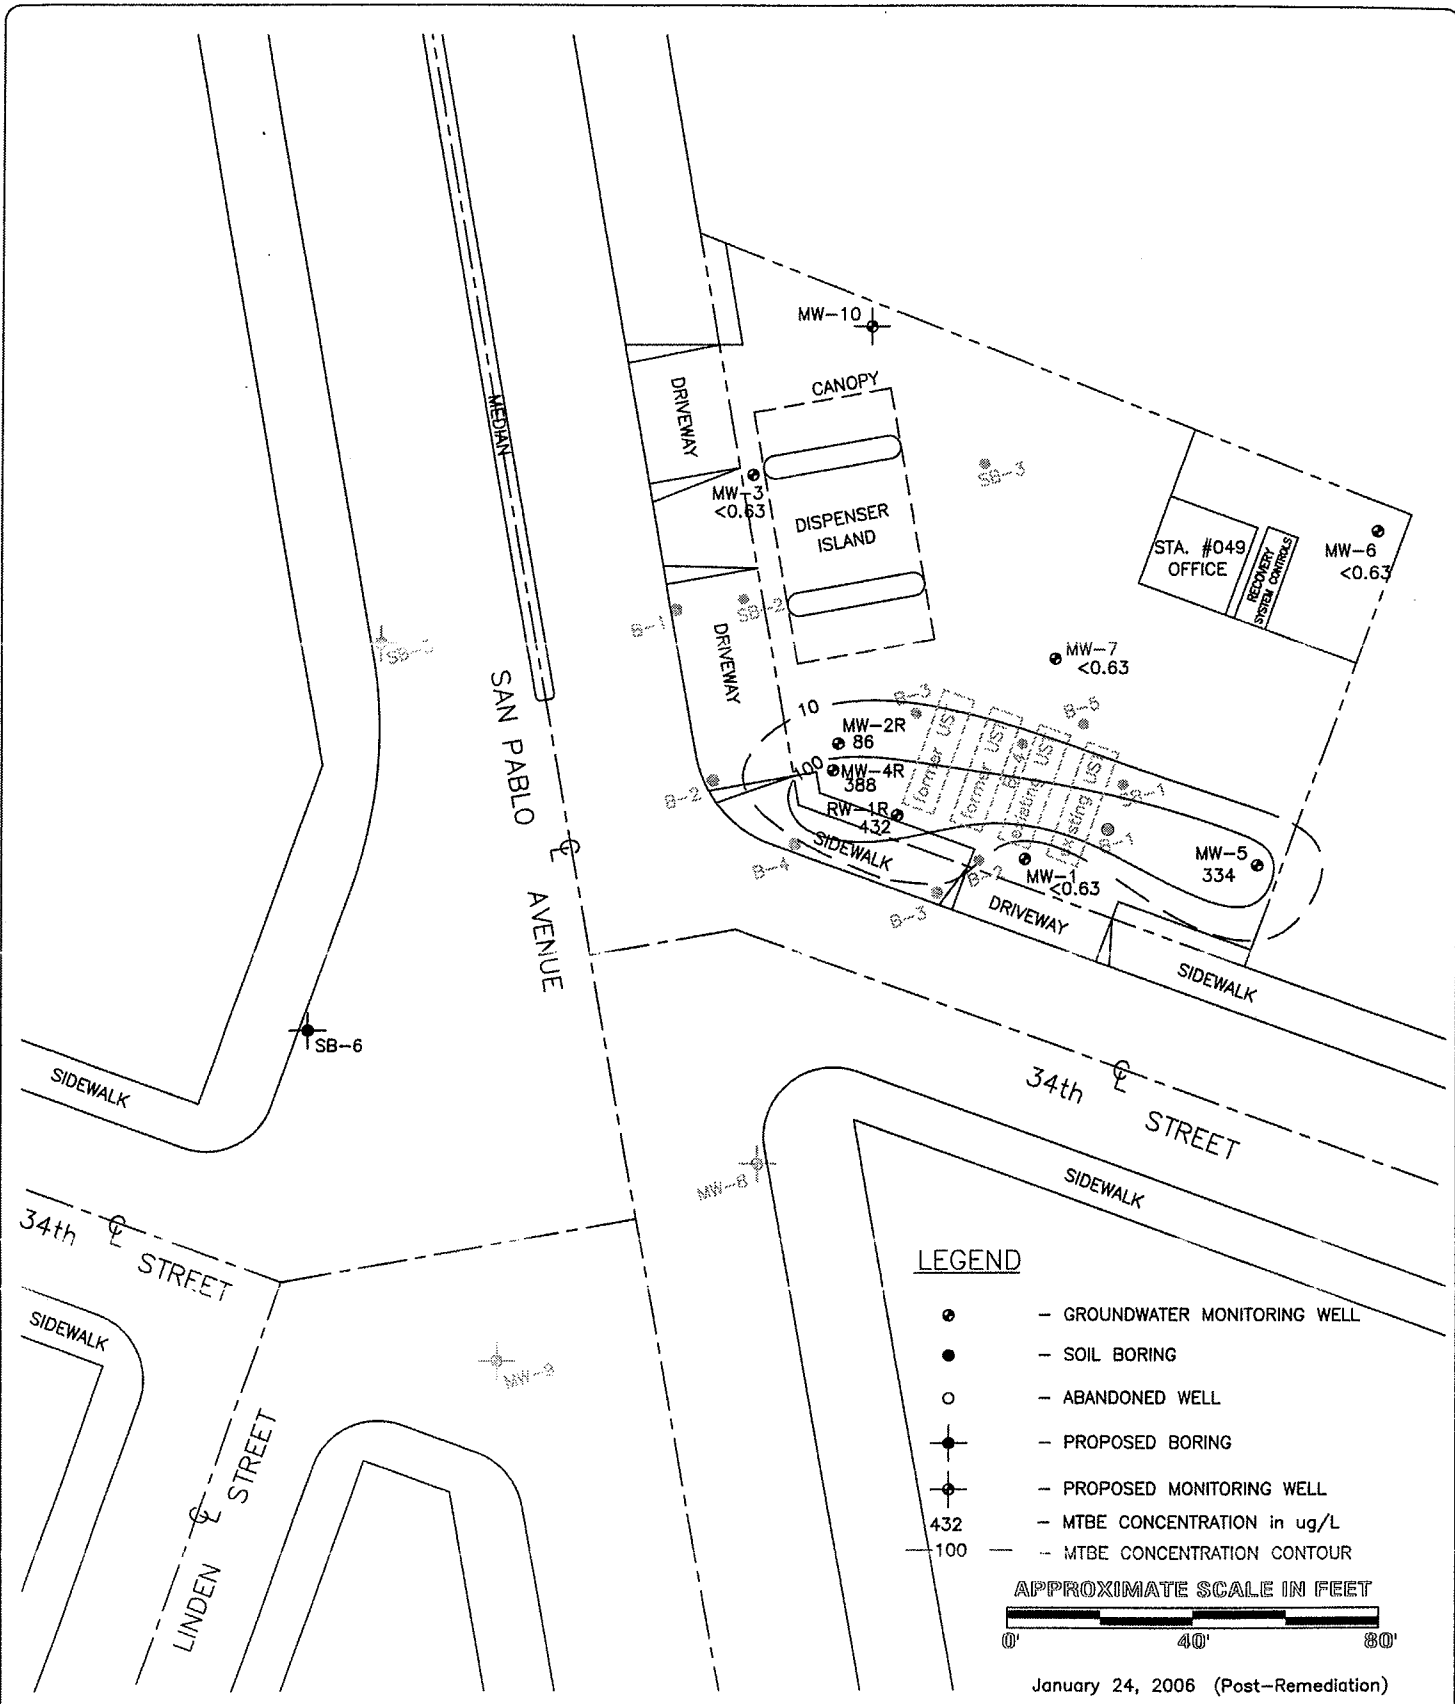 MW-10
CANOPY
DRIVEWAY
MEDIAN
SB-3
MW-3
<0.63
DISPENSER
ISLAND
STA. #049
OFFICE
RECOVERY
SYSTEM CONTROLS
MW-6
<0.63
B-1
SB-2
DRIVEWAY
MW-7
<0.63
SAN PABLO
AVENUE
10
B-3
B-5
MW-2R
86
100
MW-4R
388
former UST
former UST
B-4
existing UST
existing UST
SB-1
B-2
RW-1R
432
B-1
SIDEWALK
B-4
B-2
MW-1
<0.63
MW-5
334
B-3
DRIVEWAY
SIDEWALK
SB-6
SIDEWALK
34th
STREET
SIDEWALK
MW-8
34th
STREET
SIDEWALK
MW-9
LINDEN
STREET
LEGEND
- GROUNDWATER MONITORING WELL
- SOIL BORING
- ABANDONED WELL
- PROPOSED BORING
- PROPOSED MONITORING WELL
432 - MTBE CONCENTRATION in ug/L
100 - MTBE CONCENTRATION CONTOUR
APPROXIMATE SCALE IN FEET
0' 40' 80'
January 24, 2006 (Post-Remediation)